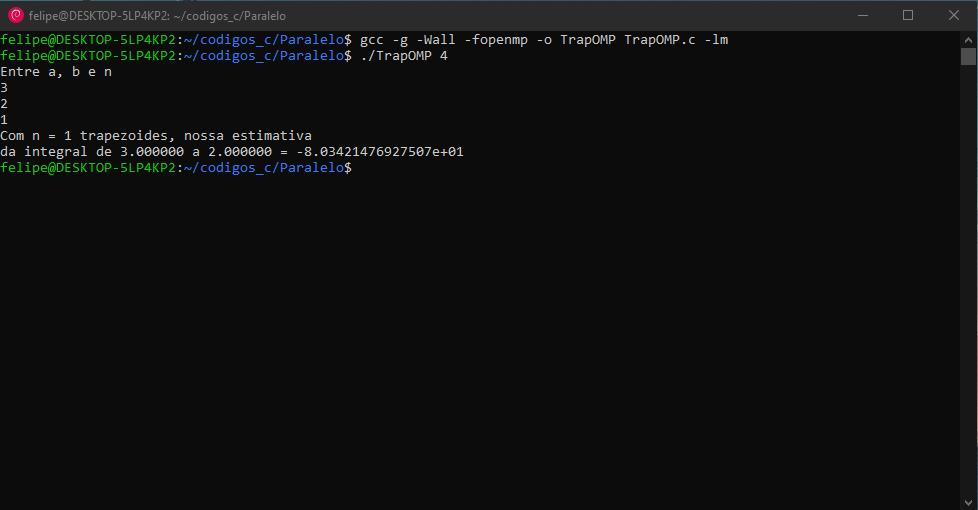 felipe@DESKTOP-5LP4KP2: ~/codigos_c/Paralelo
felipe@DESKTOP-5LP4KP2:~/codigos_c/Paralelo$ gcc -g -Wall -fopenmp -o TrapOMP TrapOMP.c -lm
felipe@DESKTOP-5LP4KP2:~/codigos_c/Paralelo$ ./TrapOMP 4
Entre a, b e n
3
2
1
Com n = 1 trapezoides, nossa estimativa
da integral de 3.000000 a 2.000000 = -8.03421476927507e+01
felipe@DESKTOP-5LP4KP2:~/codigos_c/Paralelo$